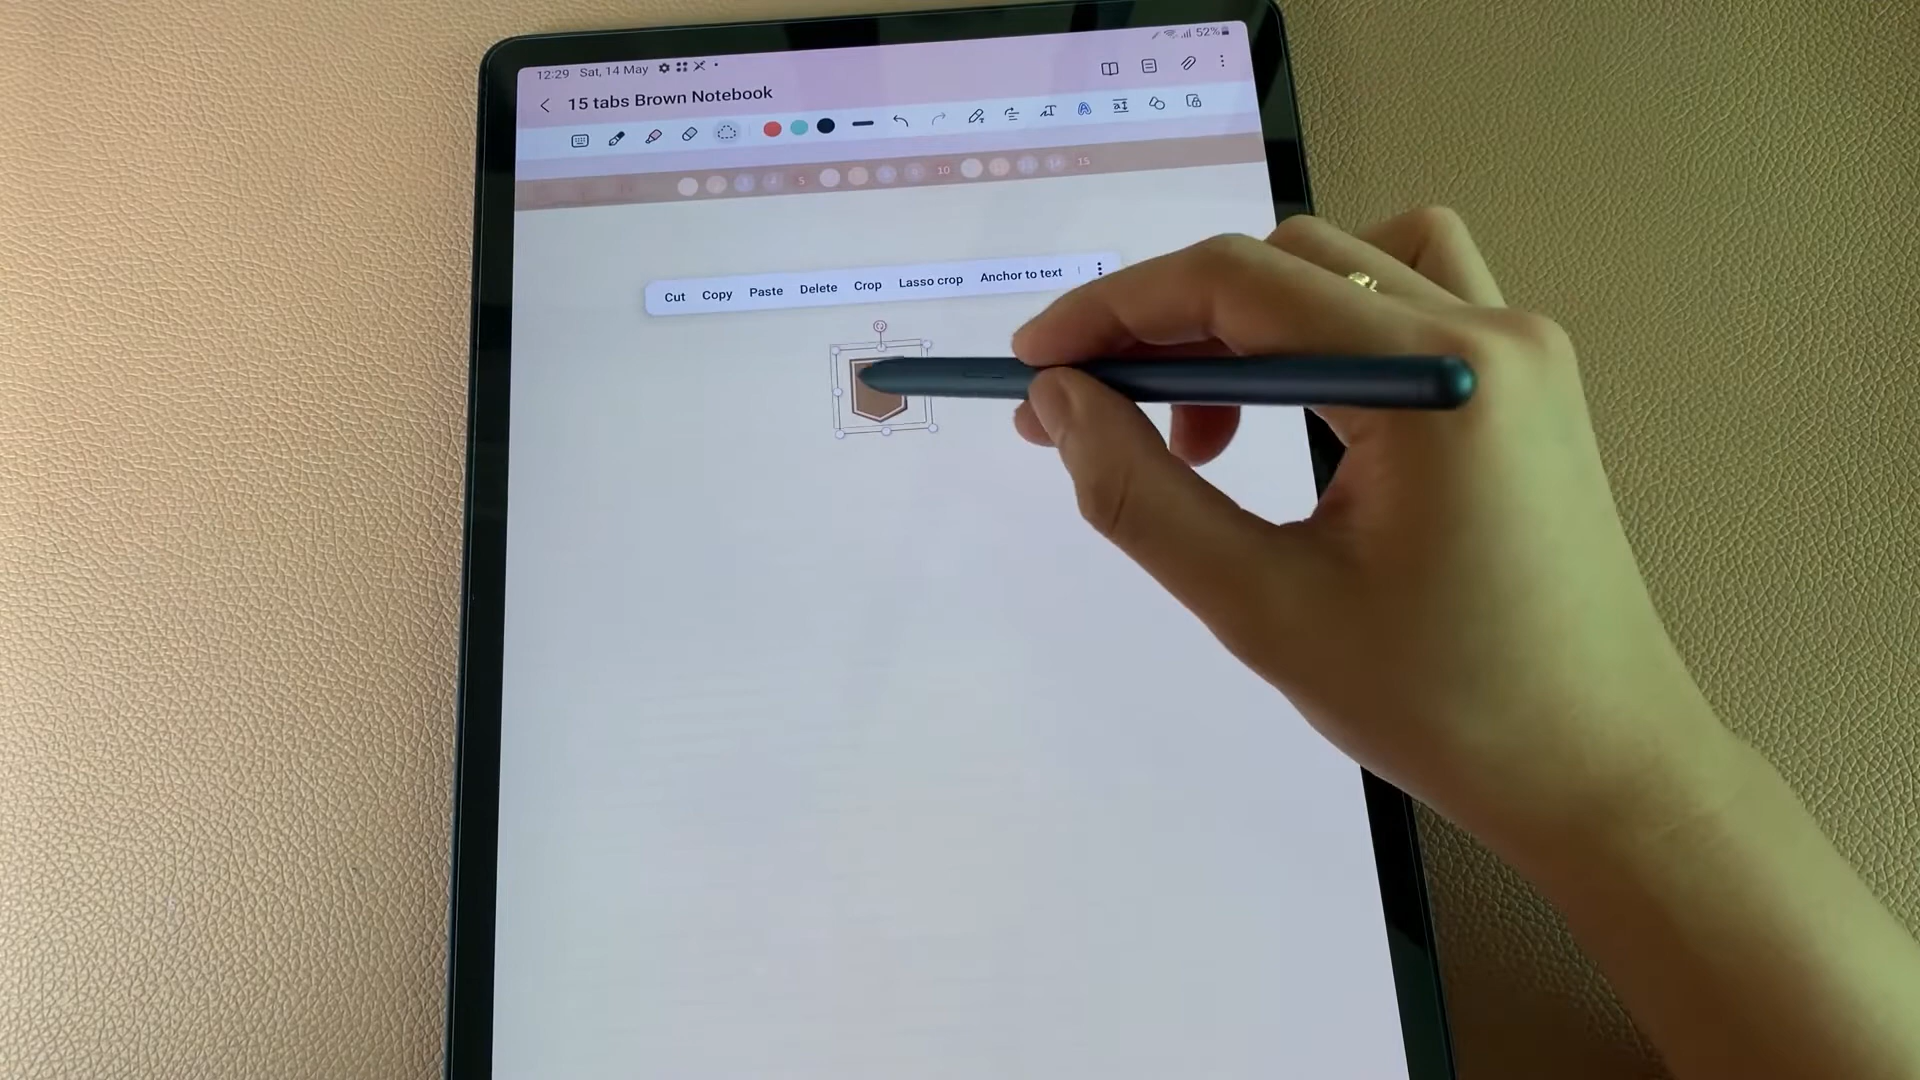 12:29 Sat, 14 May
52%
15 tabs Brown Notebook
5 10 15
Cut Copy Paste Delete Crop Lasso crop Anchor to text